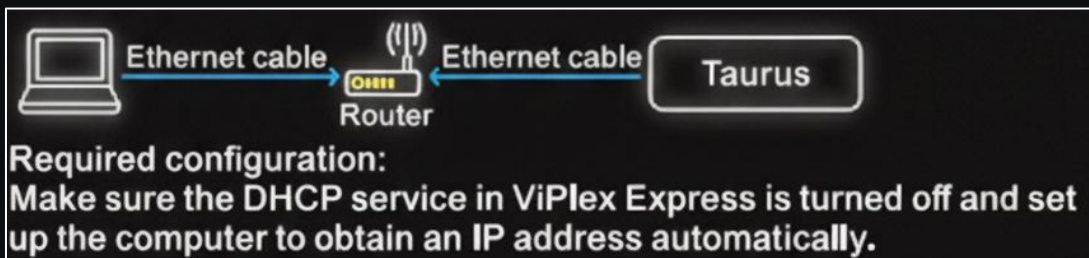 Ethernet cable
Ethernet cable
Taurus
Router
Required configuration:
Make sure the DHCP service in ViPlex Express is turned off and set
up the computer to obtain an IP address automatically.